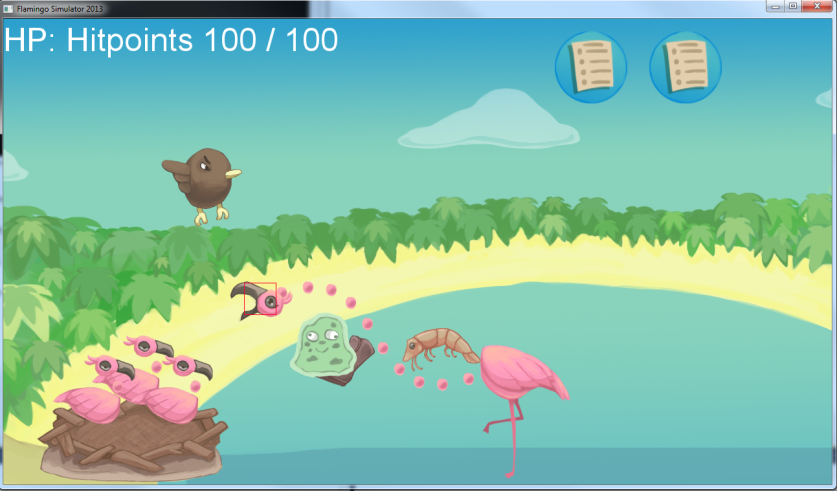 Flamingo Simulator 2013
HP: Hitpoints 100 / 100